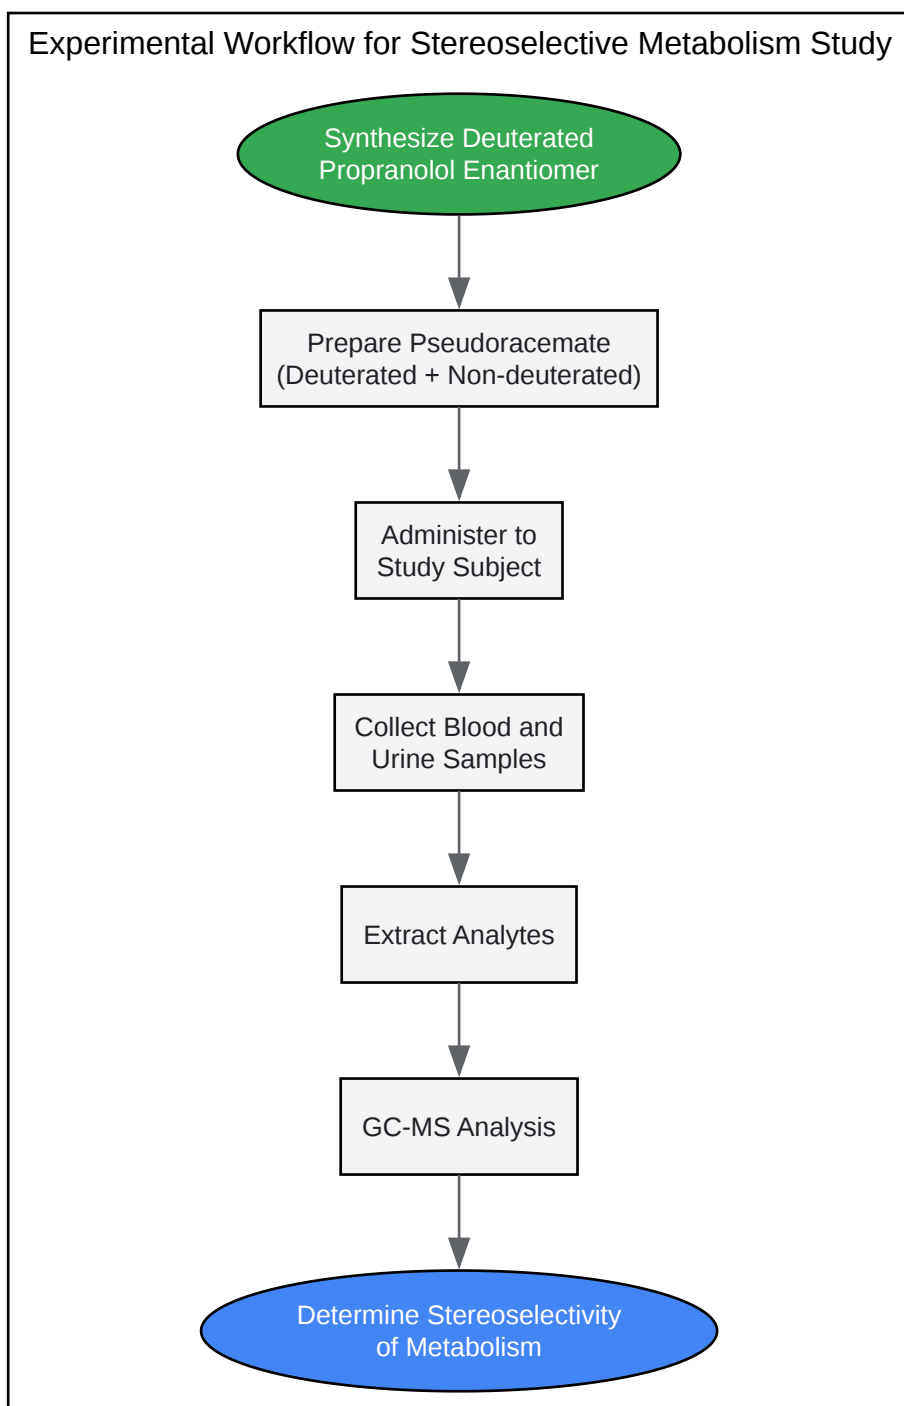 Experimental Workflow for Stereoselective Metabolism Study
Synthesize Deuterated
Propranolol Enantiomer
Prepare Pseudoracemate
(Deuterated + Non-deuterated)
Administer to
Study Subject
Collect Blood and
Urine Samples
Extract Analytes
GC-MS Analysis
Determine Stereoselectivity
of Metabolism